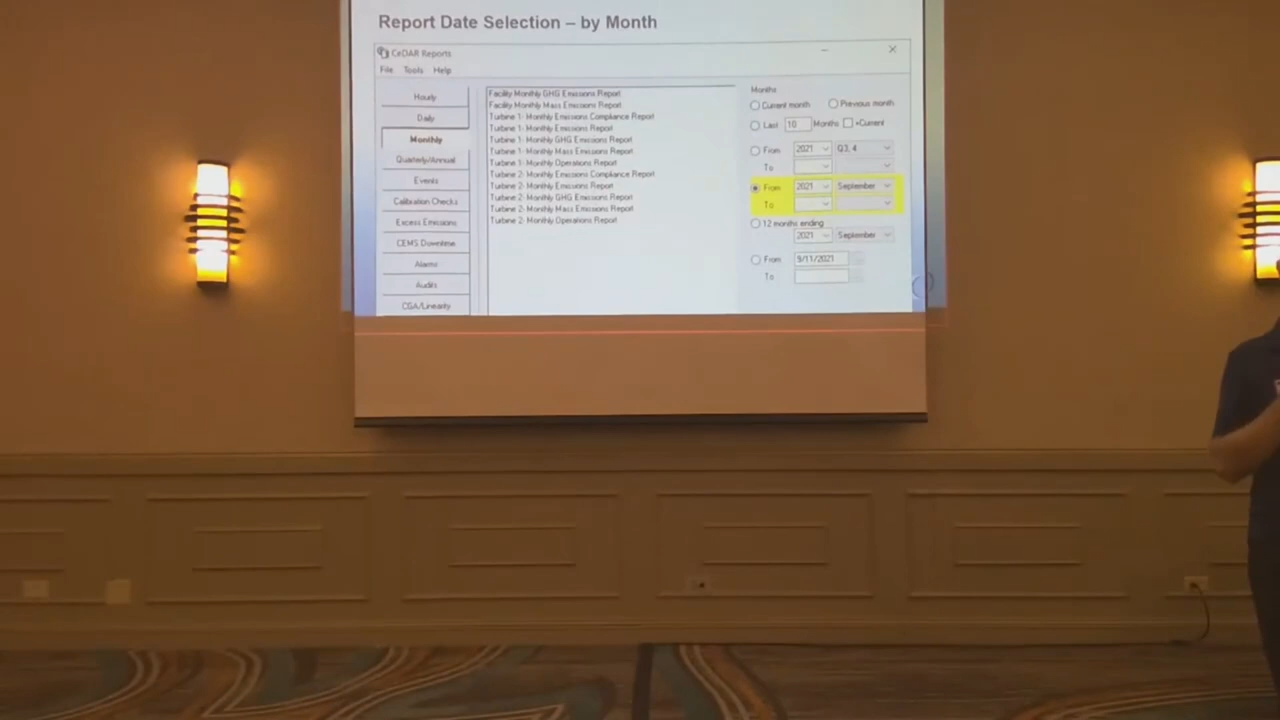 Report Date Selection – by Month
CeDAR Reports
File Tools Help
Hourly
Daily
Monthly
Quarterly/Annual
Events
Calibration Checks
Excess Emissions
CEMS Downtime
Alarms
Audits
CGA/Linearity
Facility Monthly GHG Emissions Report
Facility Monthly Mass Emissions Report
Turbine 1- Monthly Emissions Compliance Report
Turbine 1- Monthly Emissions Report
Turbine 1- Monthly GHG Emissions Report
Turbine 1- Monthly Mass Emissions Report
Turbine 1- Monthly Operations Report
Turbine 2- Monthly Emissions Compliance Report
Turbine 2- Monthly Emissions Report
Turbine 2- Monthly GHG Emissions Report
Turbine 2- Monthly Mass Emissions Report
Turbine 2- Monthly Operations Report
Months
Current month Previous month
Last 10 Months +Current
From 2021 Q3, 4
To
From 2021 September
To
12 months ending
2021 September
From 9/11/2021
To